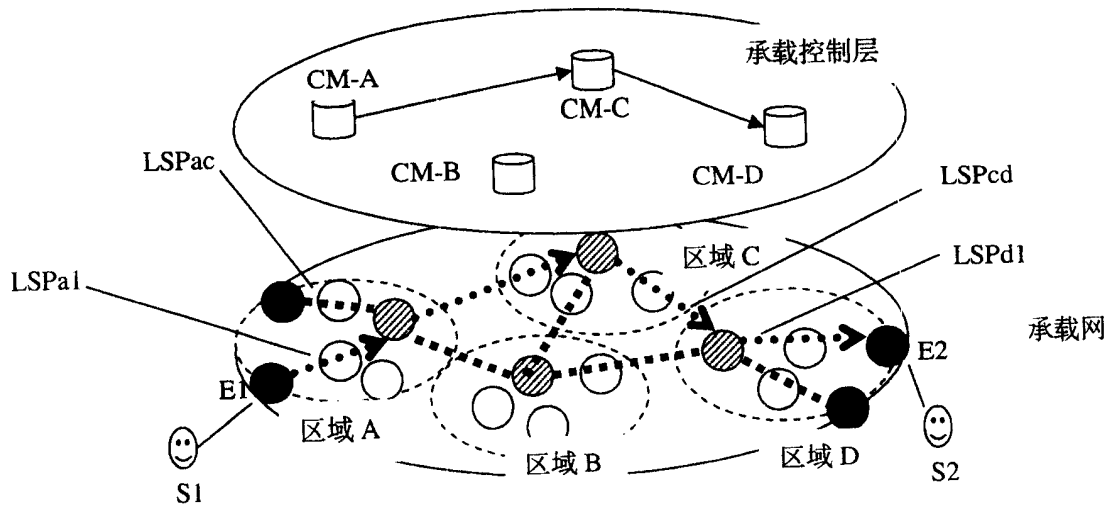 承载控制层
CM-A
CM-C
CM-B
CM-D
LSPac
LSPcd
区域 C
LSPd1
LSPa1
承载网
E1
E2
区域 A
区域 B
区域 D
S1
S2